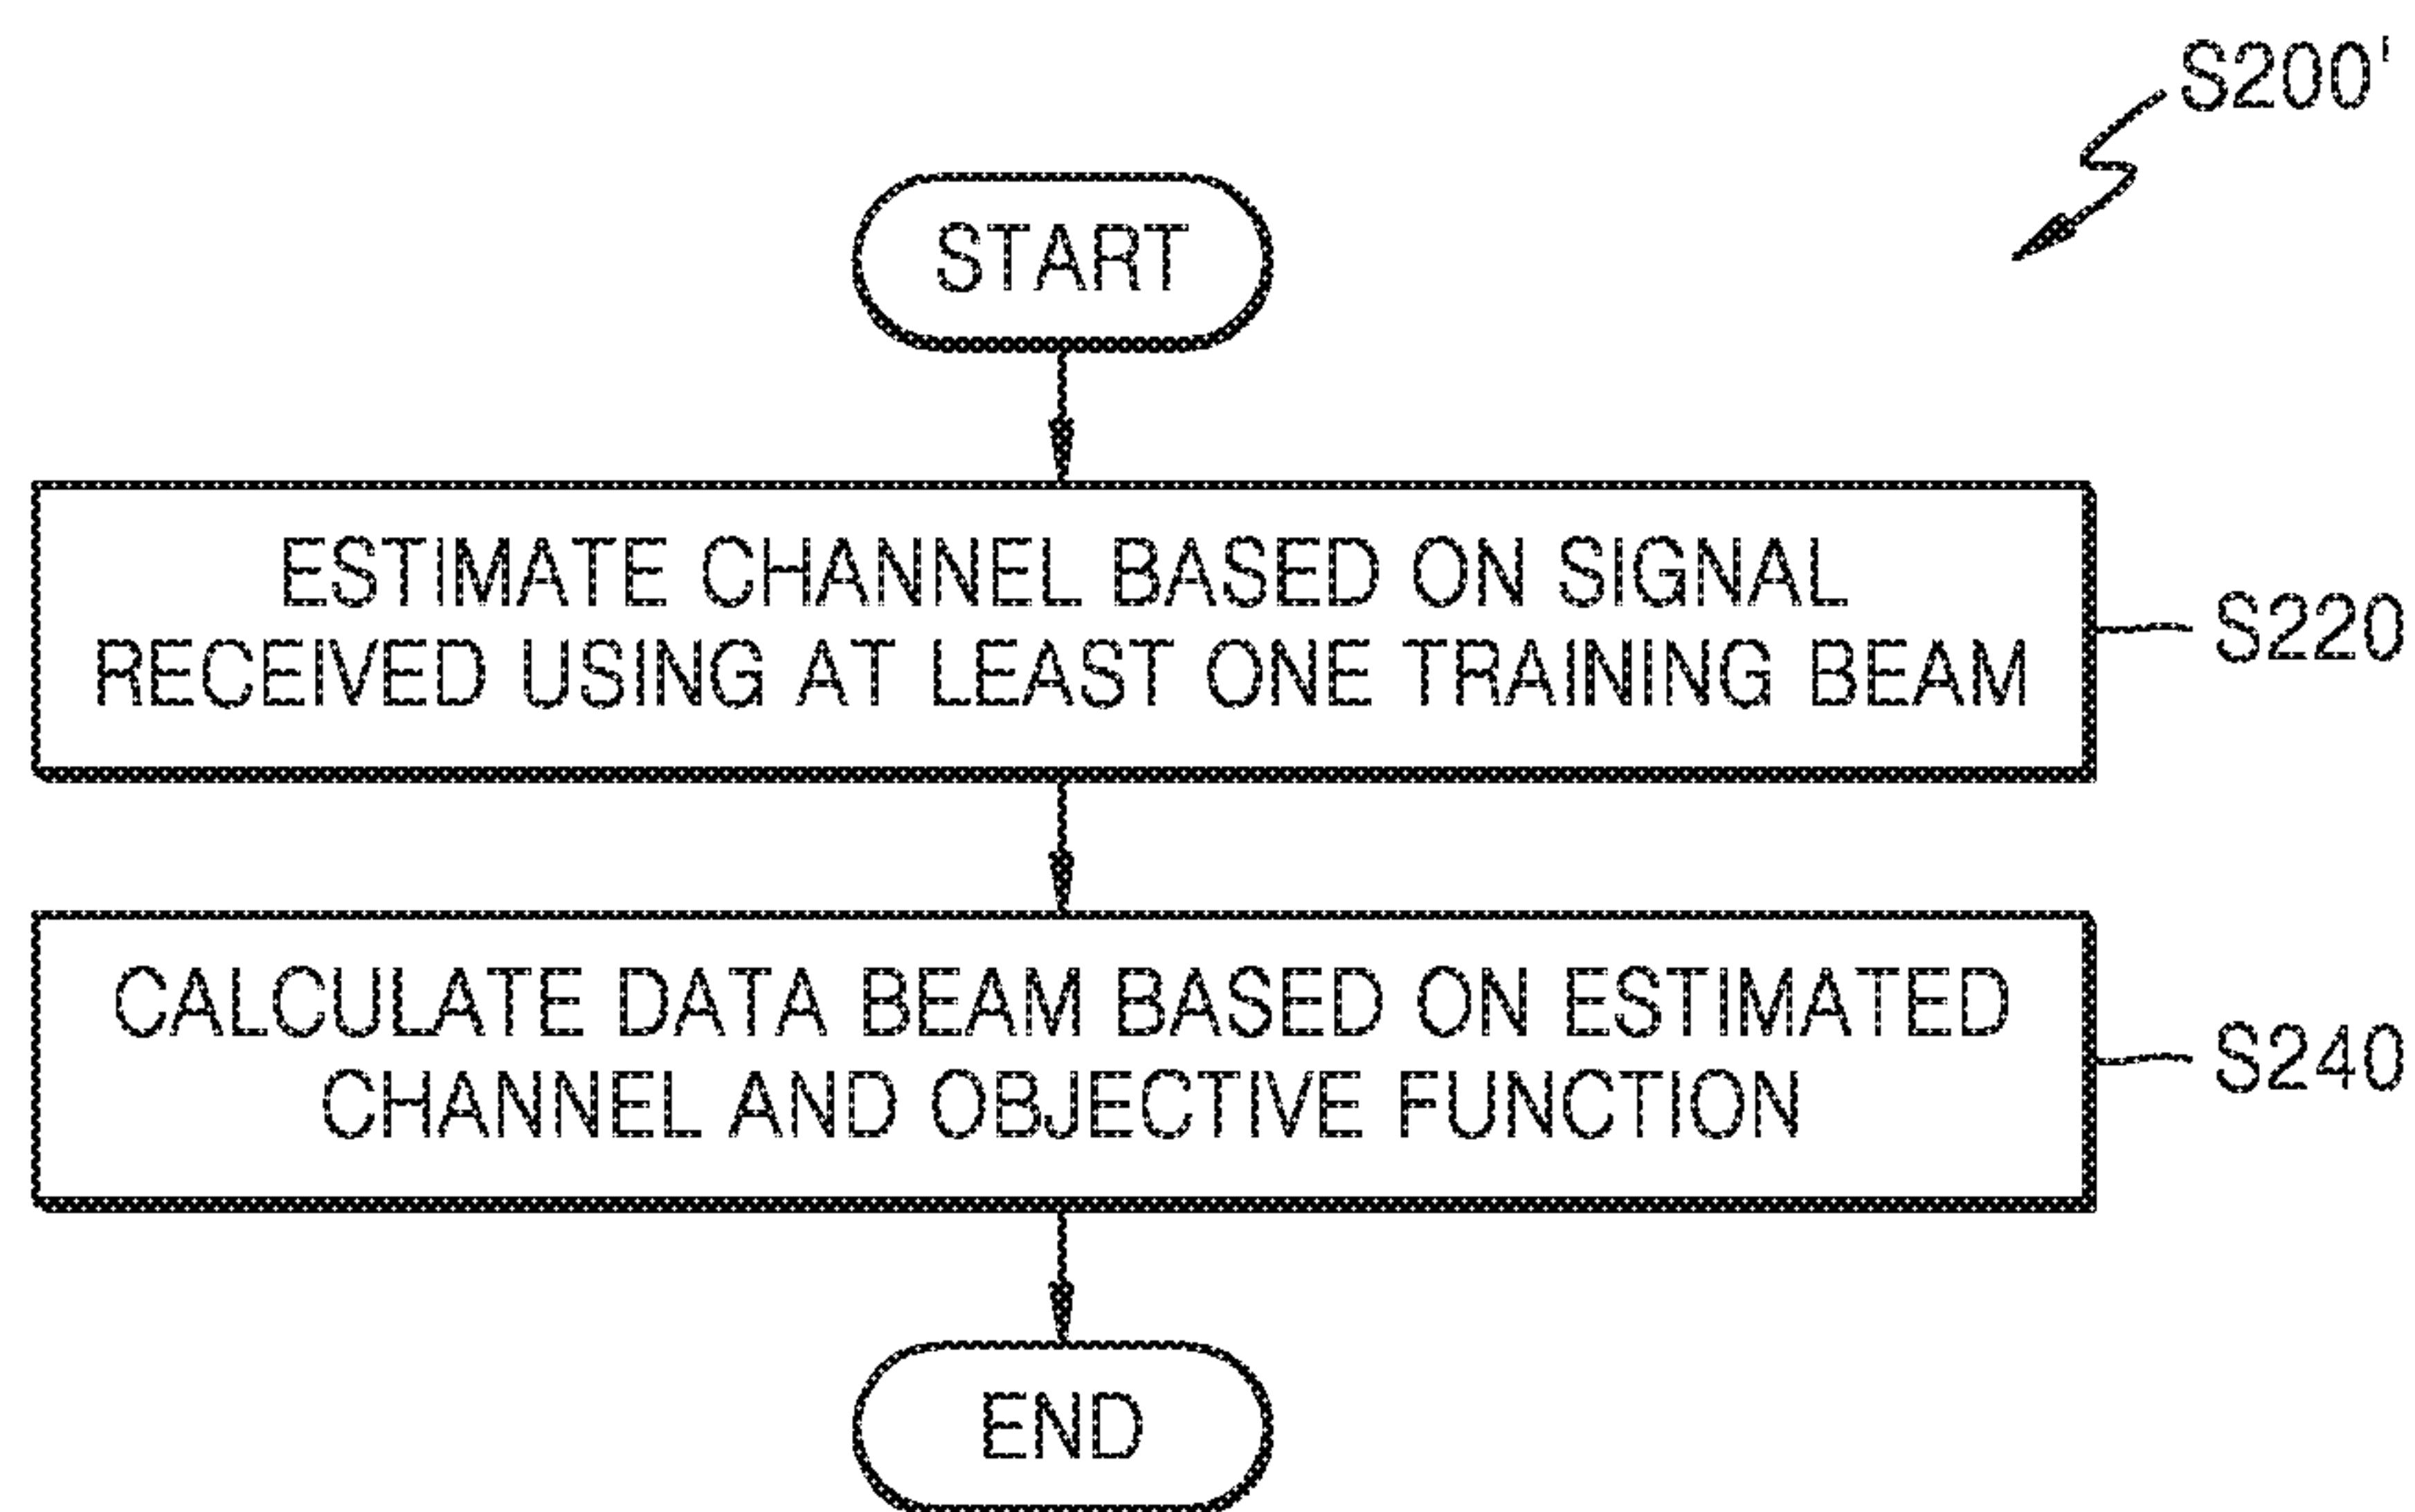 S200'
START
ESTIMATE CHANNEL BASED ON SIGNAL
RECEIVED USING AT LEAST ONE TRAINING BEAM
S220
CALCULATE DATA BEAM BASED ON ESTIMATED
CHANNEL AND OBJECTIVE FUNCTION
S240
END